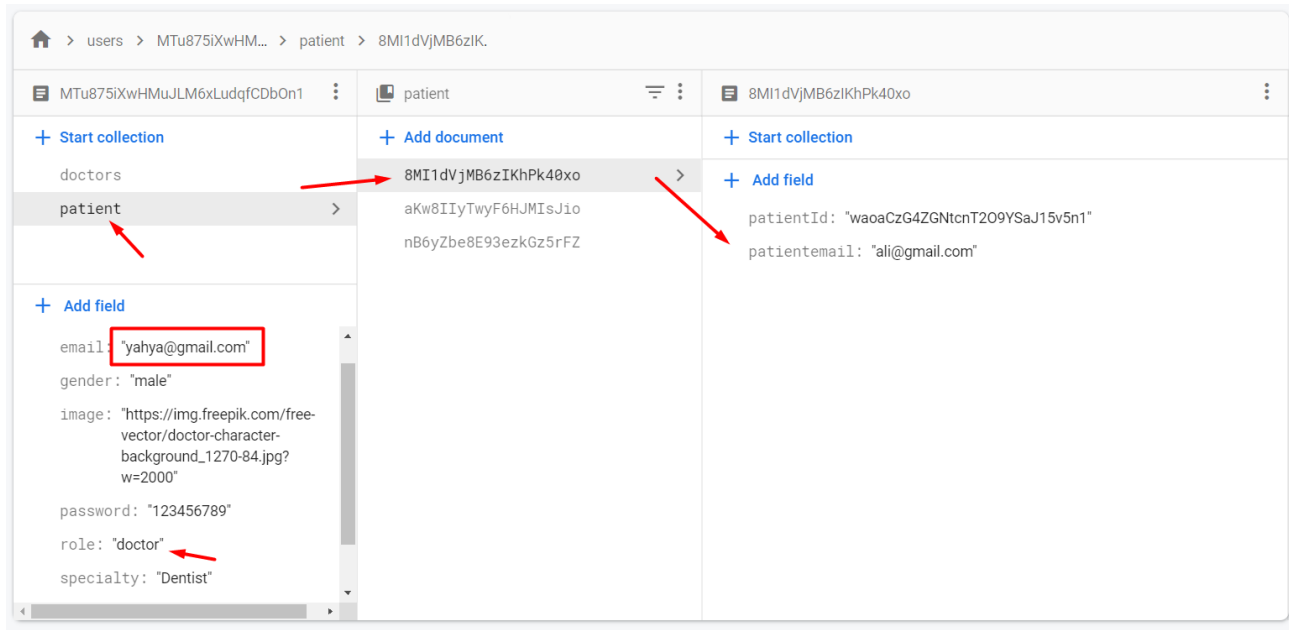 users > MTu875iXwHM... > patient > 8MI1dVjMB6zIK.
MTu875iXwHMuJLM6xLudqfCDbOn1
patient
8MI1dVjMB6zIKhPk40xo
+ Start collection
+ Add document
+ Start collection
doctors
patient
8MI1dVjMB6zIKhPk40xo
aKw8IIyTwyF6HJMIsJio
nB6yZbe8E93ezkGz5rFZ
+ Add field
patientId: "waoaCzG4ZGNtcnT2O9YSaJ15v5n1"
patientemail: "ali@gmail.com"
+ Add field
email: "yahya@gmail.com"
gender: "male"
image: "https://img.freepik.com/free-
vector/doctor-character-
background_1270-84.jpg?
w=2000"
password: "123456789"
role: "doctor"
specialty: "Dentist"